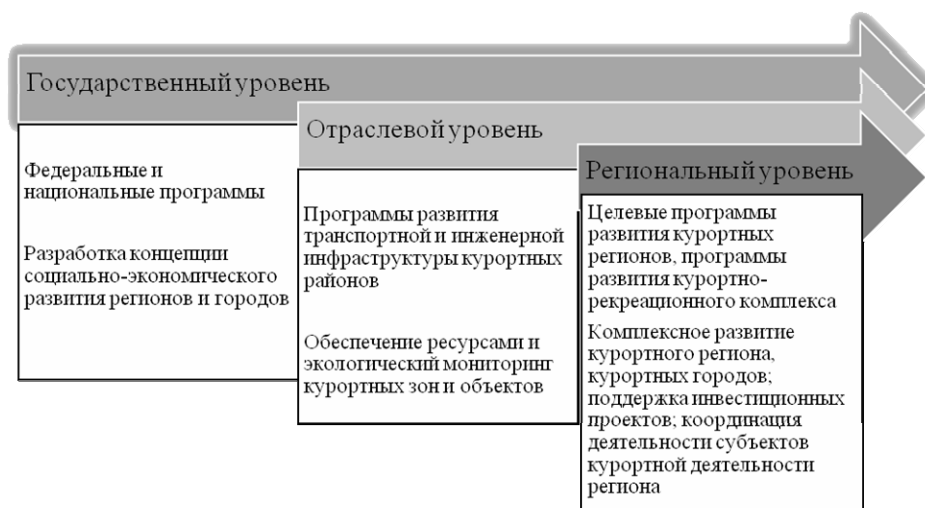 Государственный уровень
Федеральные и
национальные программы
Разработка концепции
социально-экономического
развития регионов и городов
Отраслевой уровень
Программы развития
транспортной и инженерной
инфраструктуры курортных
районов
Обеспечение ресурсами и
экологический мониторинг
курортных зон и объектов
Региональный уровень
Целевые программы
развития курортных
регионов, программы
развития курортно-
рекреационного комплекса
Комплексное развитие
курортного региона,
курортных городов;
поддержка инвестиционных
проектов; координация
деятельности субъектов
курортной деятельности
региона